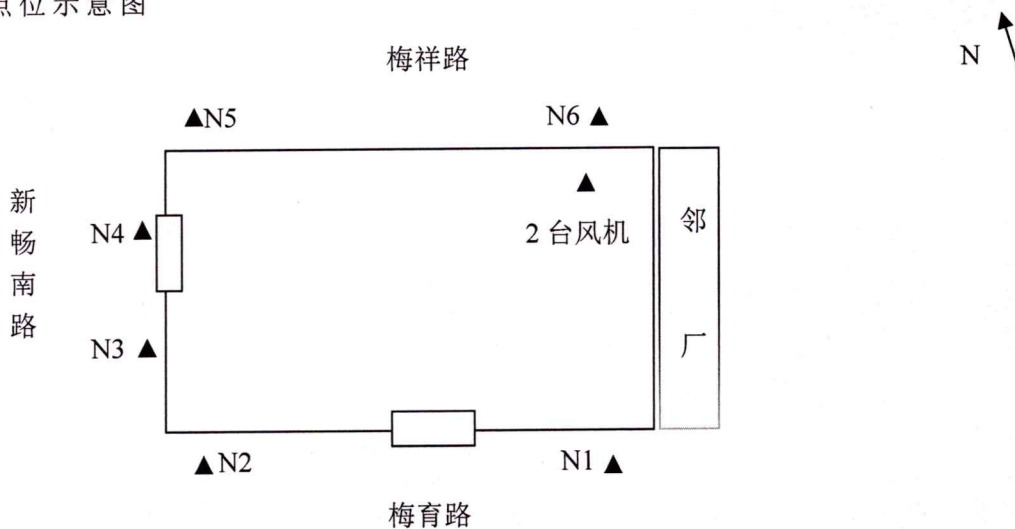 点位示意图
梅祥路
N
▲N5
N6 ▲
▲
2 台风机
新畅南路
N4 ▲
N3 ▲
邻厂
▲ N2
N1 ▲
梅育路